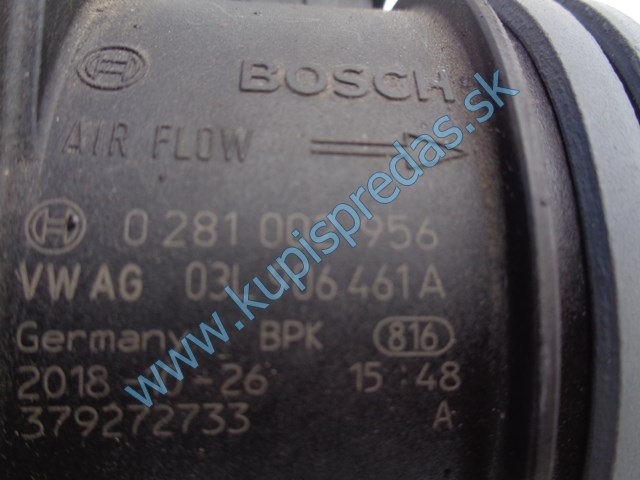 BOSCH
AIR FLOW
0 281 00 956
VW AG 03L 06 461 A
Germany BPK 816
2018 -26 15:48
379272733 A
www.kupispredas.sk